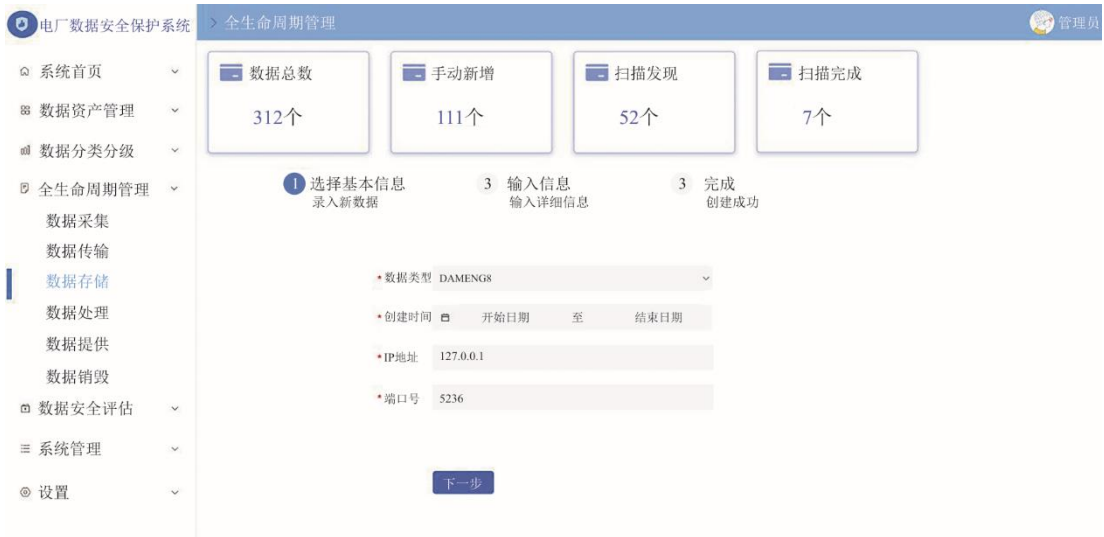 电厂数据安全保护系统
> 全生命周期管理
管理员
系统首页
数据资产管理
数据分类分级
全生命周期管理
数据采集
数据传输
数据存储
数据处理
数据提供
数据销毁
数据安全评估
系统管理
设置
数据总数
312个
手动新增
111个
扫描发现
52个
扫描完成
7个
1 选择基本信息
录入新数据
3 输入信息
输入详细信息
3 完成
创建成功
*数据类型 DAMENG8
*创建时间 开始日期 至 结束日期
*IP地址 127.0.0.1
*端口号 5236
下一步